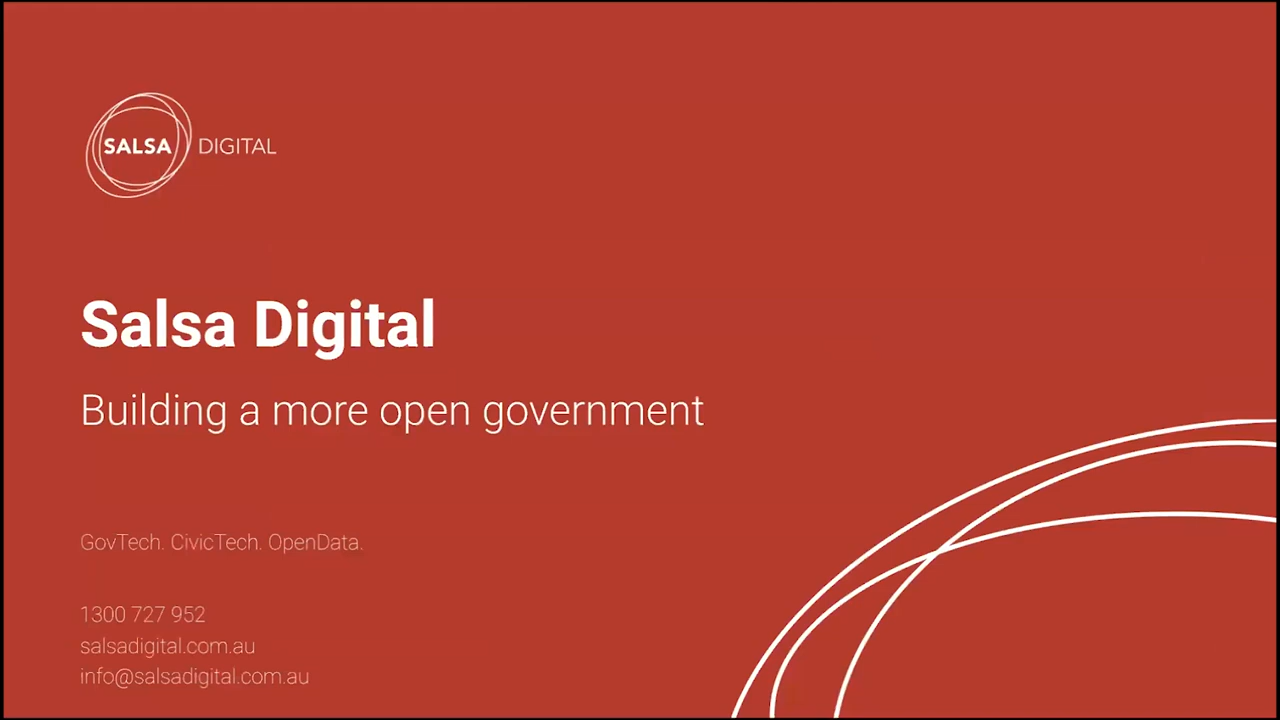 SALSA DIGITAL
Salsa Digital
Building a more open government
GovTech. CivicTech. OpenData.
1300 727 952
salsadigital.com.au
info@salsadigital.com.au